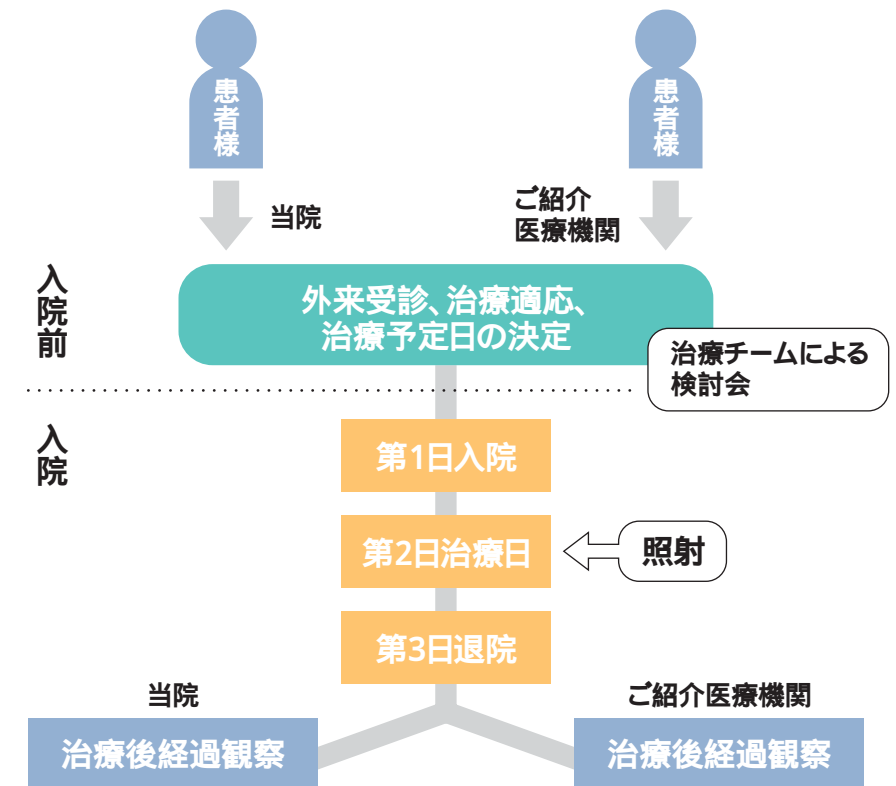 患者様
患者様
当院
ご紹介
医療機関
入院前
外来受診、治療適応、
治療予定日の決定
治療チームによる
検討会
入院
第1日入院
第2日治療日
照射
第3日退院
当院
ご紹介医療機関
治療後経過観察
治療後経過観察